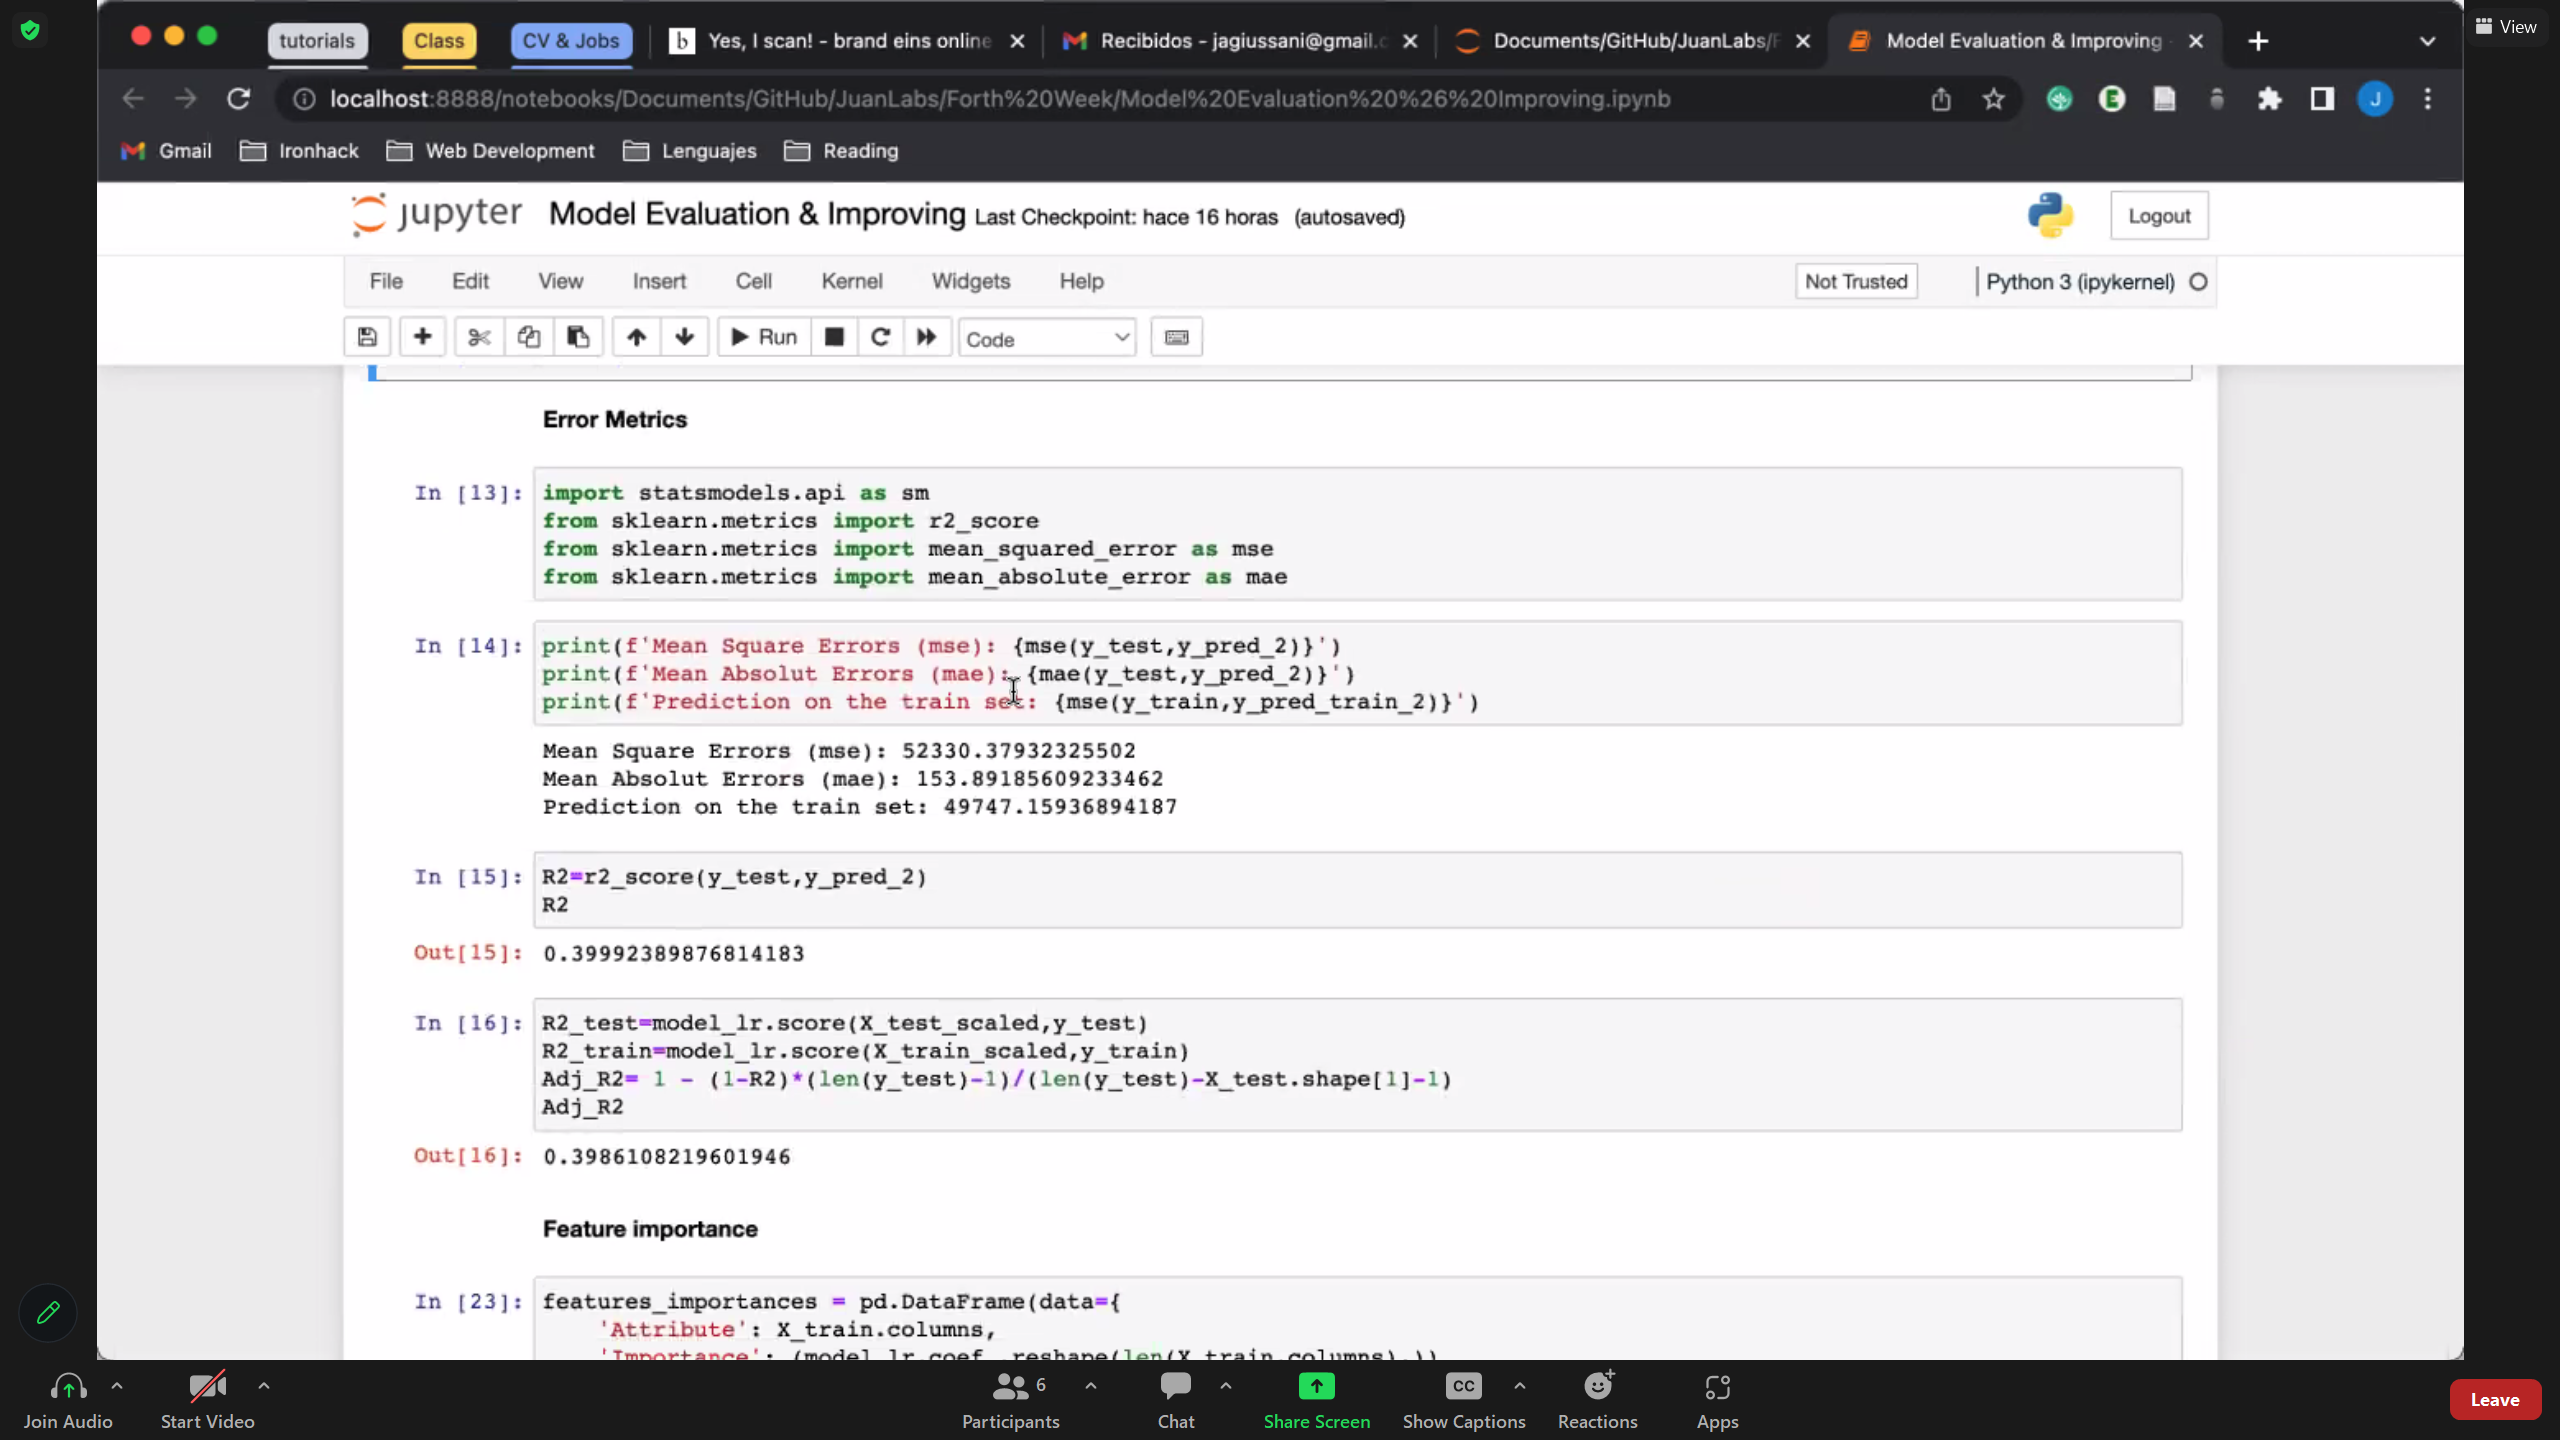 View
tutorials
Class
CV & Jobs
b Yes, I scan! - brand eins online
Recibidos - jagiussani@gmail.c
Documents/GitHub/JuanLabs/F
Model Evaluation & Improving
localhost:8888/notebooks/Documents/GitHub/JuanLabs/Forth%20Week/Model%20Evaluation%20%26%20Improving.ipynb
E
J
Gmail
Ironhack
Web Development
Lenguajes
Reading
jupyter Model Evaluation & Improving Last Checkpoint: hace 16 horas (autosaved)
Logout
File Edit View Insert Cell Kernel Widgets Help
Not Trusted
Python 3 (ipykernel)
Run
Code
Error Metrics
In [13]: import statsmodels.api as sm
from sklearn.metrics import r2_score
from sklearn.metrics import mean_squared_error as mse
from sklearn.metrics import mean_absolute_error as mae
In [14]: print(f'Mean Square Errors (mse): {mse(y_test,y_pred_2)}')
print(f'Mean Absolut Errors (mae): {mae(y_test,y_pred_2)}')
print(f'Prediction on the train set: {mse(y_train,y_pred_train_2)}')
Mean Square Errors (mse): 52330.37932325502
Mean Absolut Errors (mae): 153.89185609233462
Prediction on the train set: 49747.15936894187
In [15]: R2=r2_score(y_test,y_pred_2)
R2
Out[15]: 0.39992389876814183
In [16]: R2_test=model_lr.score(X_test_scaled,y_test)
R2_train=model_lr.score(X_train_scaled,y_train)
Adj_R2= 1 - (1-R2)*(len(y_test)-1)/(len(y_test)-X_test.shape[1]-1)
Adj_R2
Out[16]: 0.3986108219601946
Feature importance
In [23]: features_importances = pd.DataFrame(data={
'Attribute': X_train.columns,
'Importance': (model_lr.coef_.reshape(len(X_train.columns),))
Join Audio
Start Video
6
Participants
Chat
Share Screen
CC
Show Captions
Reactions
Apps
Leave